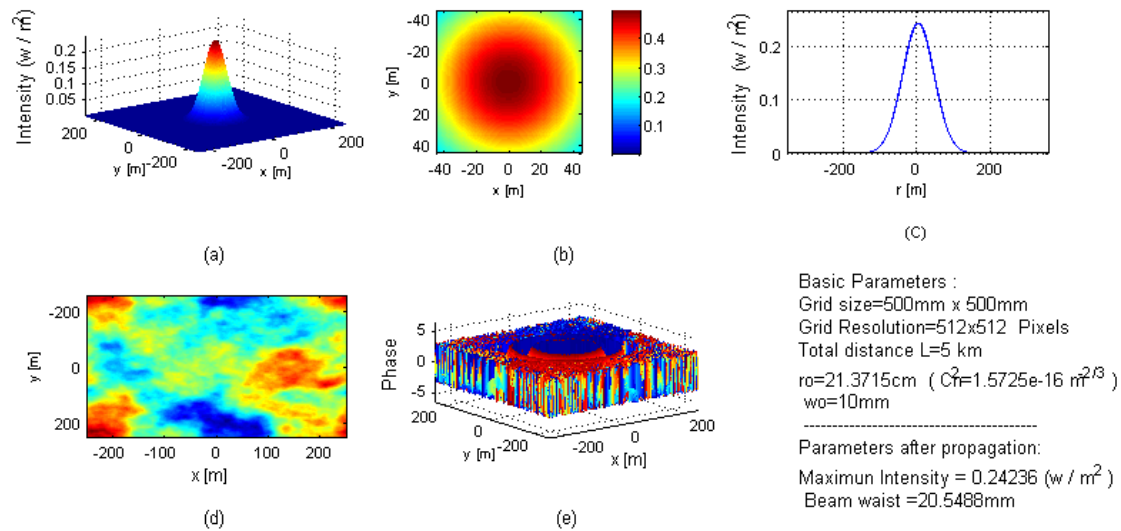 Intensity (w / m²)
0.2
0.15
0.1
0.05
200
0
-200
y [m]
-200
0
200
x [m]
(a)
-40
-20
0
20
40
y [m]
-40 -20 0 20 40
x [m]
0.4
0.3
0.2
0.1
(b)
Intensity (w / m²)
0.2
0.1
0
-200 0 200
r [m]
(C)
-200
0
200
y [m]
-200 -100 0 100 200
x [m]
(d)
Phase
5
0
-5
200
0
-200
y [m]
-200
0
200
x [m]
(e)
Basic Parameters :
Grid size=500mm x 500mm
Grid Resolution=512x512 Pixels
Total distance L=5 km
ro=21.3715cm ( C²n=1.5725e-16 m²/³ )
wo=10mm
----------------------------------------
Parameters after propagation:
Maximun Intensity = 0.24236 (w / m² )
Beam waist =20.5488mm